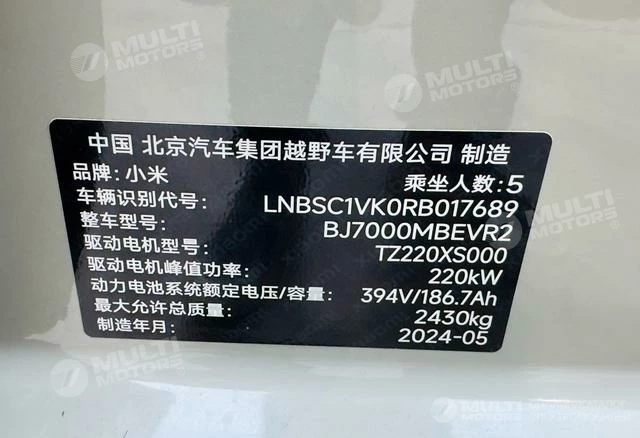 MULTI MOTORS
MULTI MOTORS
中国 北京汽车集团越野车有限公司 制造
品牌: 小米 乘坐人数: 5
车辆识别代号: LNBSC1VK0RB017689
整车型号: BJ7000MBEVR2
驱动电机型号: TZ220XS000
驱动电机峰值功率: 220kW
动力电池系统额定电压/容量: 394V/186.7Ah
最大允许总质量: 2430kg
制造年月: 2024-05
MULTI MOTORS